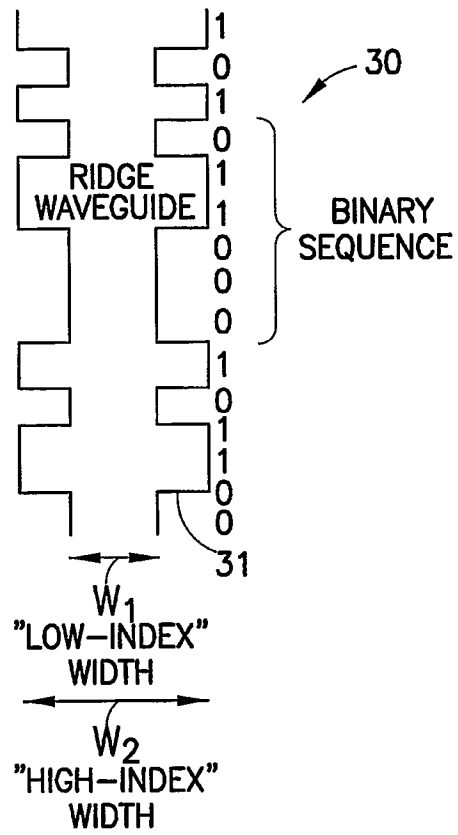 1
0
30
1
0
RIDGE
WAVEGUIDE
1
1
BINARY
SEQUENCE
0
0
0
1
0
1
1
0
0
31
W1
"LOW-INDEX"
WIDTH
W2
"HIGH-INDEX"
WIDTH